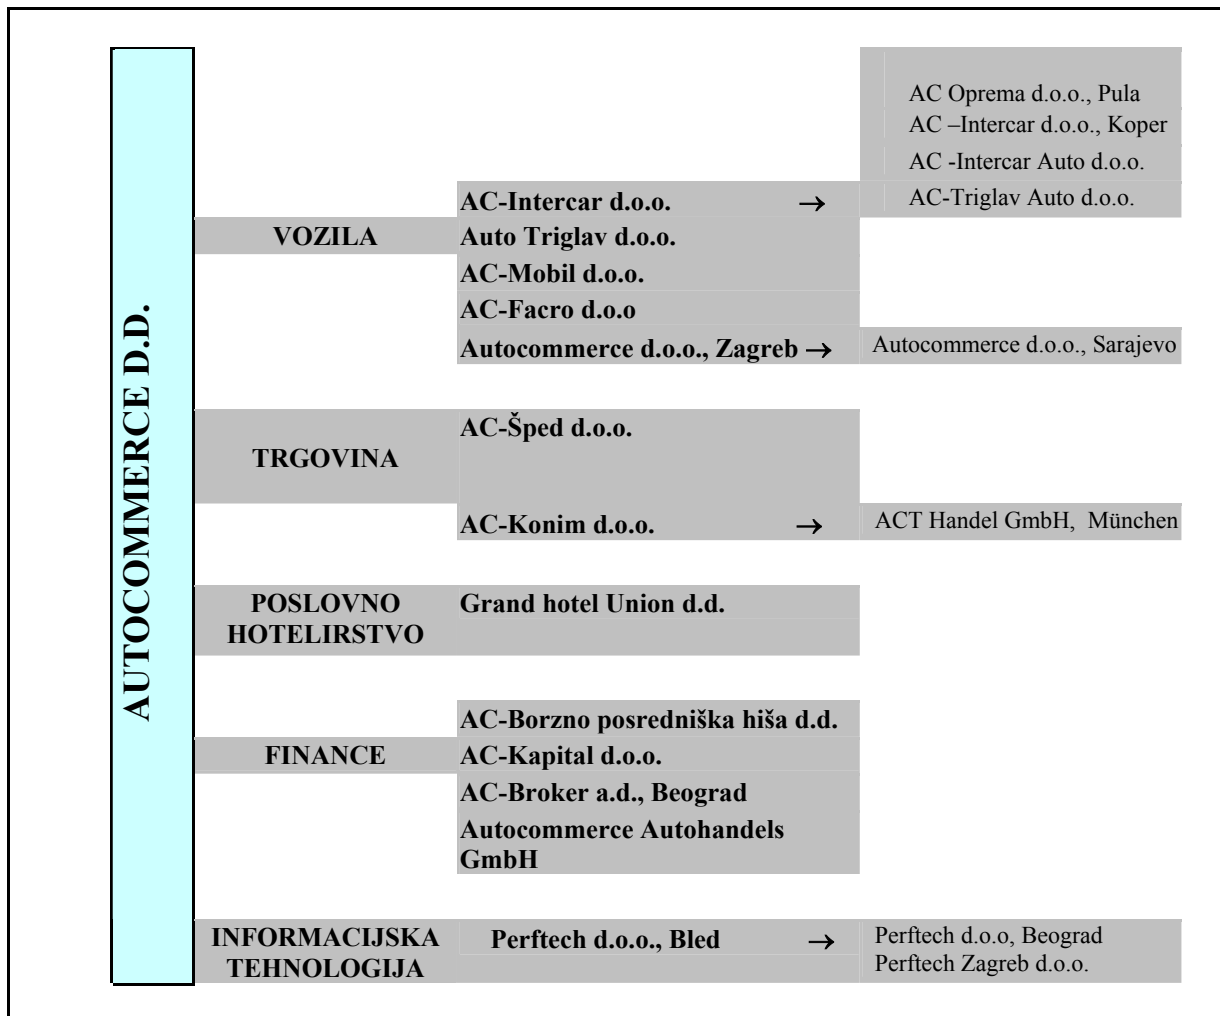 AUTOCOMMERCE D.D.
AC Oprema d.o.o., Pula
AC –Intercar d.o.o., Koper
AC -Intercar Auto d.o.o.
AC-Intercar d.o.o. → AC-Triglav Auto d.o.o.
VOZILA Auto Triglav d.o.o.
AC-Mobil d.o.o.
AC-Facro d.o.o
Autocommerce d.o.o., Zagreb → Autocommerce d.o.o., Sarajevo
AC-Šped d.o.o.
TRGOVINA
AC-Konim d.o.o. → ACT Handel GmbH, München
POSLOVNO Grand hotel Union d.d.
HOTELIRSTVO
AC-Borzno posredniška hiša d.d.
FINANCE AC-Kapital d.o.o.
AC-Broker a.d., Beograd
Autocommerce Autohandels
GmbH
INFORMACIJSKA Perftech d.o.o., Bled → Perftech d.o.o, Beograd
TEHNOLOGIJA Perftech Zagreb d.o.o.